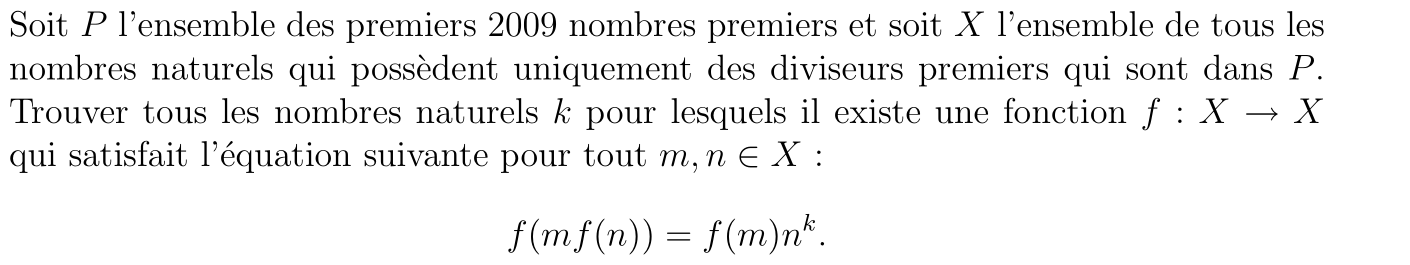 Soit P l'ensemble des premiers 2009 nombres premiers et soit X l'ensemble de tous les
nombres naturels qui possèdent uniquement des diviseurs premiers qui sont dans P.
Trouver tous les nombres naturels k pour lesquels il existe une fonction f : X → X
qui satisfait l'équation suivante pour tout m, n ∈ X :
f(mf(n)) = f(m)n^k.